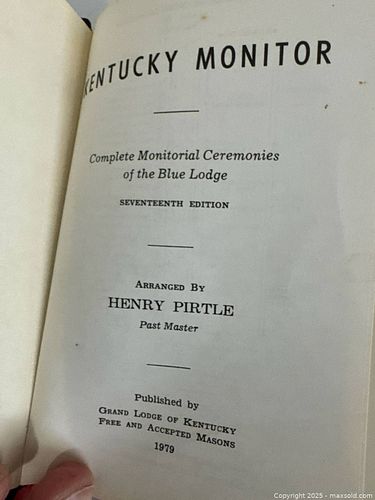 KENTUCKY MONITOR
Complete Monitorial Ceremonies
of the Blue Lodge
SEVENTEENTH EDITION
ARRANGED BY
HENRY PIRTLE
Past Master
Published by
GRAND LODGE OF KENTUCKY
FREE AND ACCEPTED MASONS
1979
Copyright 2025 - maxsold.com